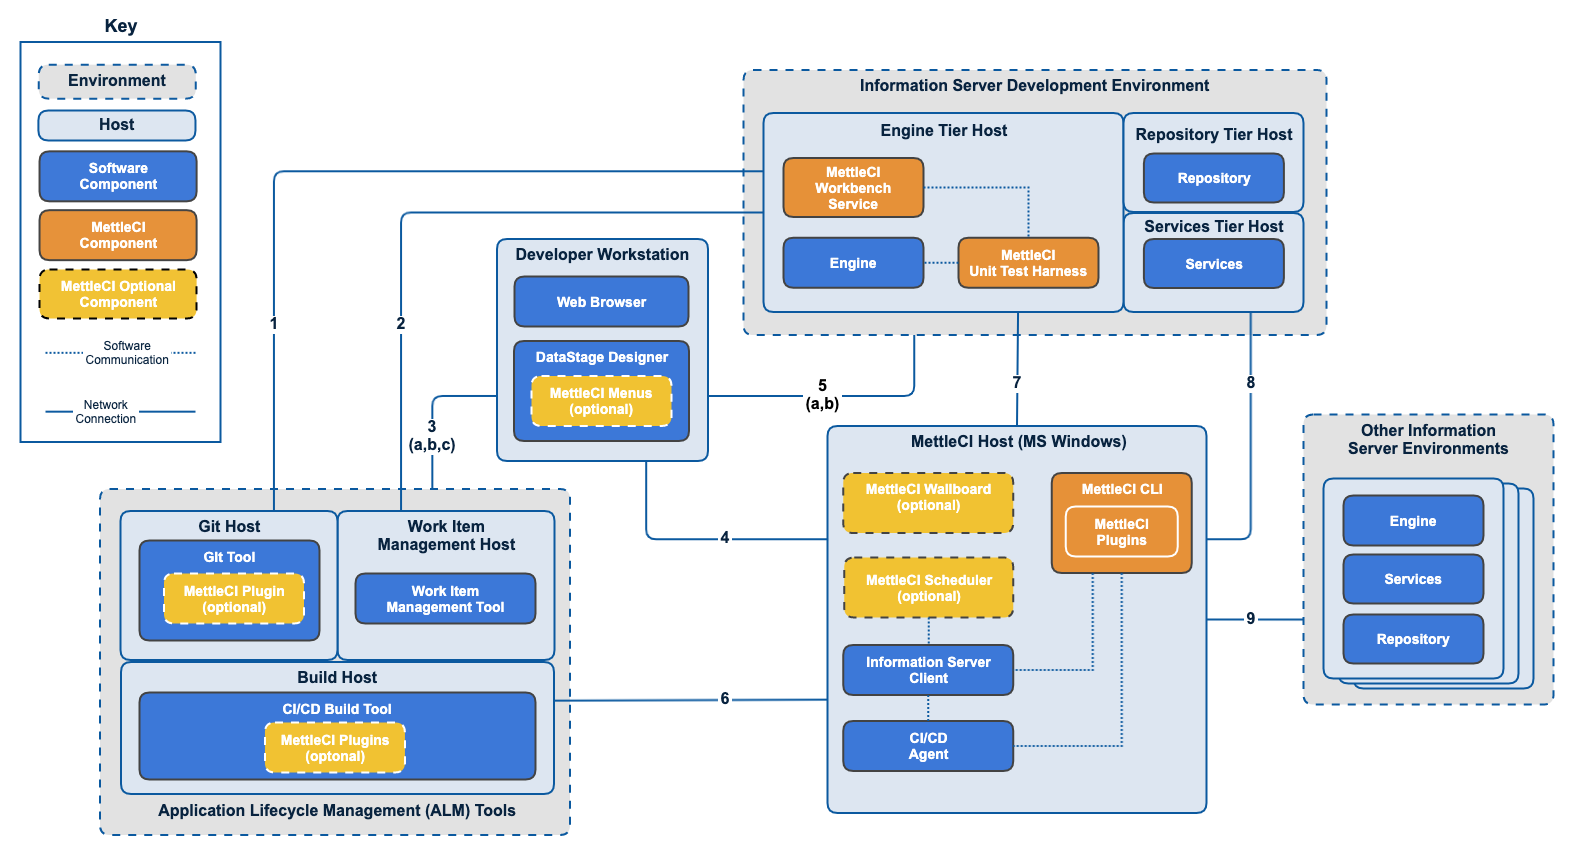 Key
Environment
Host
Software
Component
MettleCI
Component
MettleCI Optional
Component
Software
Communication
Network
Connection
Information Server Development Environment
Engine Tier Host
MettleCI
Workbench
Service
Engine
MettleCI
Unit Test Harness
Repository Tier Host
Repository
Services Tier Host
Services
Developer Workstation
Web Browser
DataStage Designer
MettleCI Menus
(optional)
1
2
3
(a,b,c)
4
5
(a,b)
6
7
8
9
MettleCI Host (MS Windows)
MettleCI Wallboard
(optional)
MettleCI CLI
MettleCI
Plugins
MettleCI Scheduler
(optional)
Information Server
Client
CI/CD
Agent
Other Information
Server Environments
Engine
Services
Repository
Git Host
Git Tool
MettleCI Plugin
(optional)
Work Item
Management Host
Work Item
Management Tool
Build Host
CI/CD Build Tool
MettleCI Plugins
(optonal)
Application Lifecycle Management (ALM) Tools